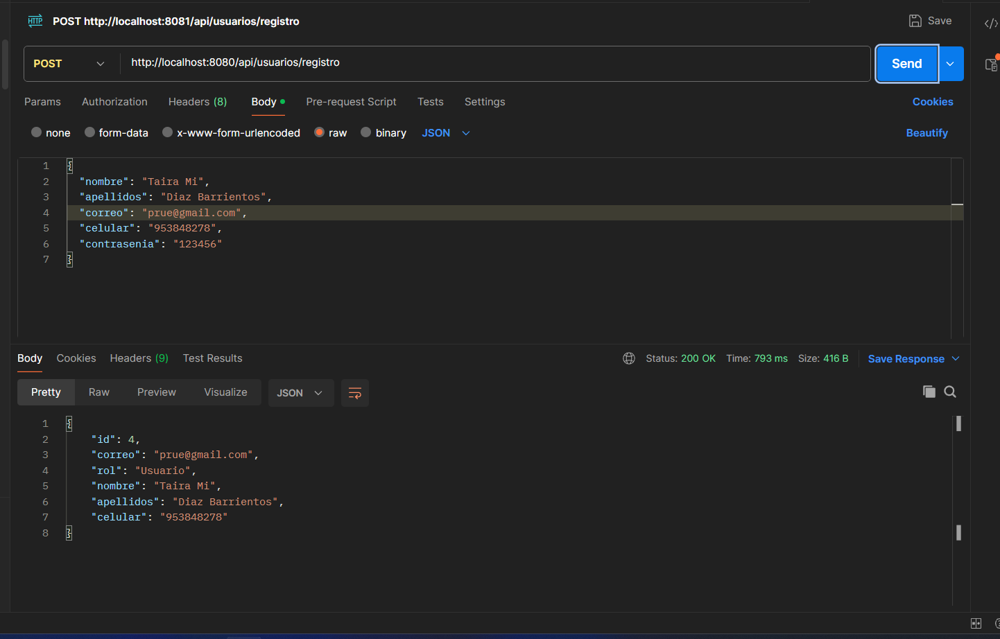 HTTP POST http://localhost:8081/api/usuarios/registro Save
POST http://localhost:8080/api/usuarios/registro Send
Params Authorization Headers (8) Body Pre-request Script Tests Settings Cookies
none form-data x-www-form-urlencoded raw binary JSON Beautify
1 {
2 "nombre": "Taira Mi",
3 "apellidos": "Diaz Barrientos",
4 "correo": "prue@gmail.com",
5 "celular": "953848278",
6 "contrasenia": "123456"
7 }
Body Cookies Headers (9) Test Results Status: 200 OK Time: 793 ms Size: 416 B Save Response
Pretty Raw Preview Visualize JSON
1 {
2 "id": 4,
3 "correo": "prue@gmail.com",
4 "rol": "Usuario",
5 "nombre": "Taira Mi",
6 "apellidos": "Diaz Barrientos",
7 "celular": "953848278"
8 }